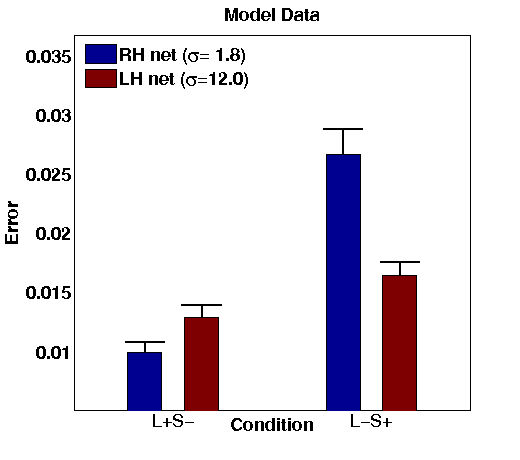 Model Data
RH net (σ= 1.8)
LH net (σ=12.0)
0.035
0.03
0.025
0.02
0.015
0.01
Error
L+S−
L−S+
Condition